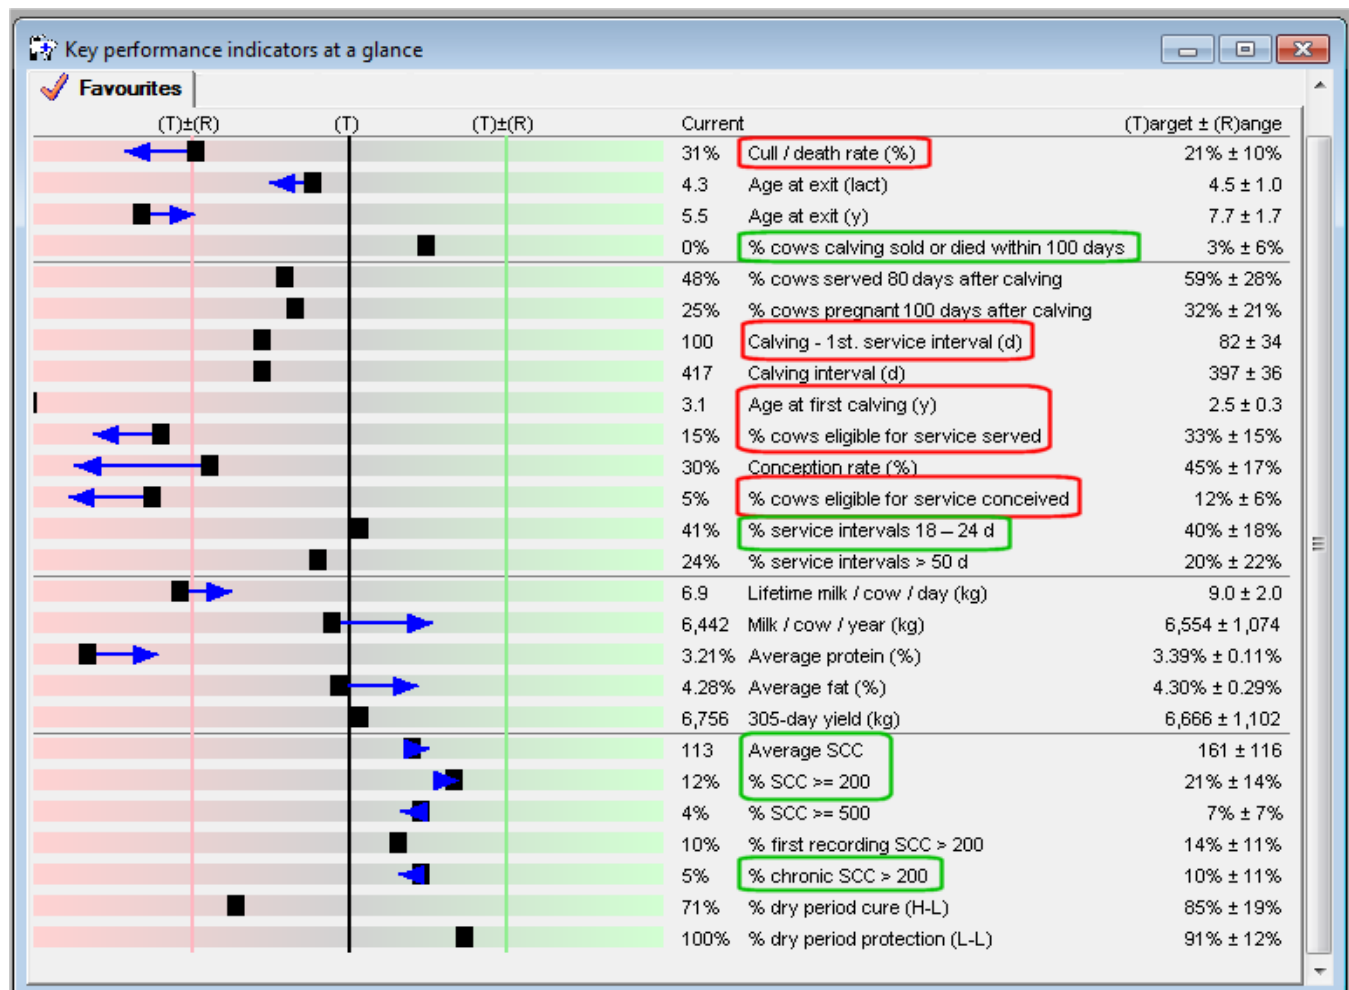 Key performance indicators at a glance
Favourites
(T)±(R) (T) (T)±(R) Current (T)arget ± (R)ange
31% Cull / death rate (%) 21% ± 10%
4.3 Age at exit (lact) 4.5 ± 1.0
5.5 Age at exit (y) 7.7 ± 1.7
0% % cows calving sold or died within 100 days 3% ± 6%
48% % cows served 80 days after calving 59% ± 28%
25% % cows pregnant 100 days after calving 32% ± 21%
100 Calving - 1st. service interval (d) 82 ± 34
417 Calving interval (d) 397 ± 36
3.1 Age at first calving (y) 2.5 ± 0.3
15% % cows eligible for service served 33% ± 15%
30% Conception rate (%) 45% ± 17%
5% % cows eligible for service conceived 12% ± 6%
41% % service intervals 18 – 24 d 40% ± 18%
24% % service intervals > 50 d 20% ± 22%
6.9 Lifetime milk / cow / day (kg) 9.0 ± 2.0
6,442 Milk / cow / year (kg) 6,554 ± 1,074
3.21% Average protein (%) 3.39% ± 0.11%
4.28% Average fat (%) 4.30% ± 0.29%
6,756 305-day yield (kg) 6,666 ± 1,102
113 Average SCC 161 ± 116
12% % SCC >= 200 21% ± 14%
4% % SCC >= 500 7% ± 7%
10% % first recording SCC > 200 14% ± 11%
5% % chronic SCC > 200 10% ± 11%
71% % dry period cure (H-L) 85% ± 19%
100% % dry period protection (L-L) 91% ± 12%